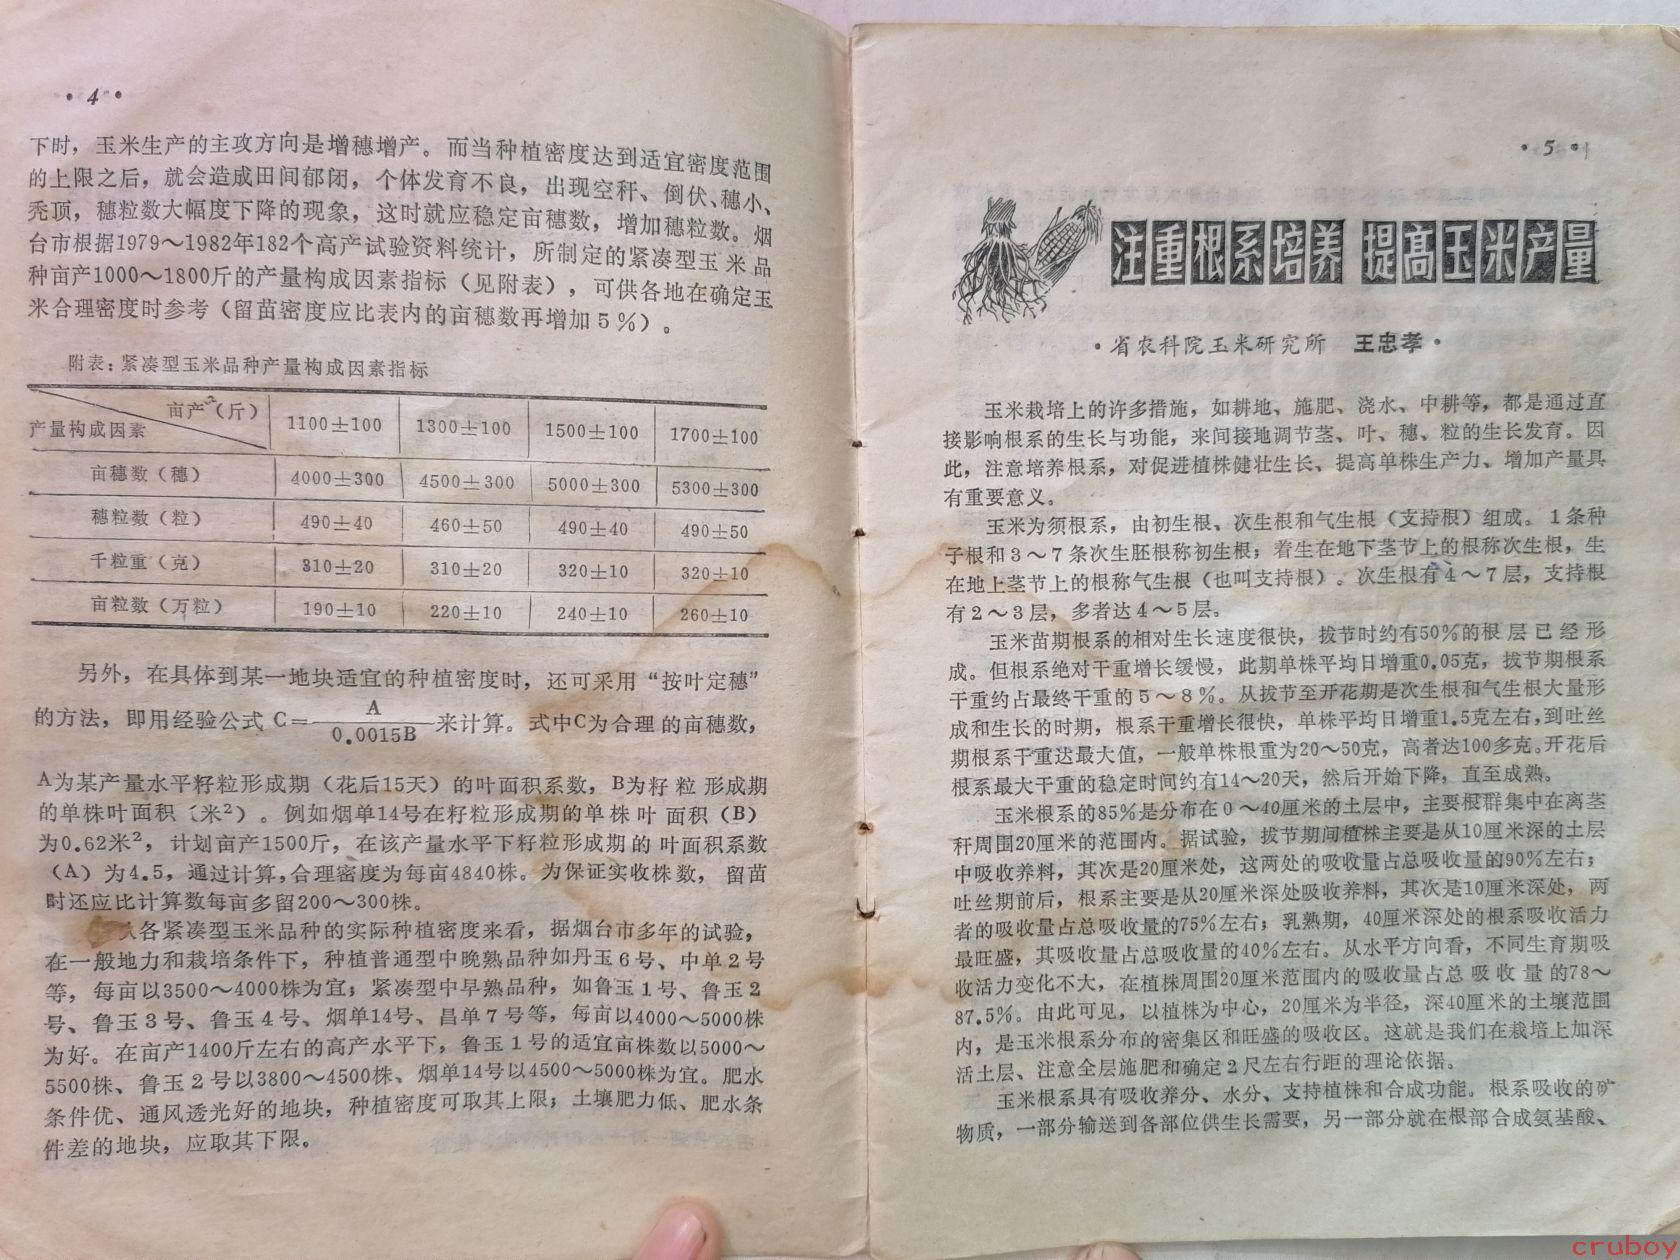 • 4 •
下时，玉米生产的主攻方向是增穗增产。而当种植密度达到适宜密度范围
的上限之后，就会造成田间郁闭，个体发育不良，出现空秆、倒伏、穗小、
秃顶，穗粒数大幅度下降的现象，这时就应稳定亩穗数，增加穗粒数。烟
台市根据1979～1982年182个高产试验资料统计，所制定的紧凑型玉米品
种亩产1000～1800斤的产量构成因素指标（见附表），可供各地在确定玉
米合理密度时参考（留苗密度应比表内的亩穗数再增加5％）。
附表：紧凑型玉米品种产量构成因素指标
亩产（斤） 1100±100 1300±100 1500±100 1700±100
产量构成因素
亩穗数（穗） 4000±300 4500±300 5000±300 5300±300
穗粒数（粒） 490±40 460±50 490±40 490±50
千粒重（克） 310±20 310±20 320±10 320±10
亩粒数（万粒） 190±10 220±10 240±10 260±10
另外，在具体到某一地块适宜的种植密度时，还可采用“按叶定穗”
的方法，即用经验公式 C=A/0.0015B来计算。式中C为合理的亩穗数，
A为某产量水平籽粒形成期（花后15天）的叶面积系数，B为籽粒形成期
的单株叶面积〔米²）。例如烟单14号在籽粒形成期的单株叶面积（B）
为0.62米²，计划亩产1500斤，在该产量水平下籽粒形成期的叶面积系数
（A）为4.5，通过计算，合理密度为每亩4840株。为保证实收株数，留苗
时还应比计算数每亩多留200～300株。
从各紧凑型玉米品种的实际种植密度来看，据烟台市多年的试验，
在一般地力和栽培条件下，种植普通型中晚熟品种如丹玉6号、中单2号
等，每亩以3500～4000株为宜；紧凑型中早熟品种，如鲁玉1号、鲁玉2
号、鲁玉3号、鲁玉4号、烟单14号、昌单7号等，每亩以4000～5000株
为好。在亩产1400斤左右的高产水平下，鲁玉1号的适宜亩株数以5000～
5500株、鲁玉2号以3800～4500株、烟单14号以4500～5000株为宜。肥水
条件优、通风透光好的地块，种植密度可取其上限；土壤肥力低、肥水条
件差的地块，应取其下限。
• 5 •
注重根系培养 提高玉米产量
•省农科院玉米研究所 王忠孝•
玉米栽培上的许多措施，如耕地、施肥、浇水、中耕等，都是通过直
接影响根系的生长与功能，来间接地调节茎、叶、穗、粒的生长发育。因
此，注意培养根系，对促进植株健壮生长、提高单株生产力、增加产量具
有重要意义。
玉米为须根系，由初生根、次生根和气生根（支持根）组成。1条种
子根和3～7条次生胚根称初生根；着生在地下茎节上的根称次生根，生
在地上茎节上的根称气生根（也叫支持根）。次生根有4～7层，支持根
有2～3层，多者达4～5层。
玉米苗期根系的相对生长速度很快，拔节时约有50％的根层已经形
成。但根系绝对干重增长缓慢，此期单株平均日增重0.05克，拔节期根系
干重约占最终干重的5～8％。从拔节至开花期是次生根和气生根大量形
成和生长的时期，根系干重增长很快，单株平均日增重1.5克左右，到吐丝
期根系干重达最大值，一般单株根重为20～50克，高者达100多克。开花后
根系最大干重的稳定时间约有14～20天，然后开始下降，直至成熟。
玉米根系的85％是分布在0～40厘米的土层中，主要根群集中在离茎
秆周围20厘米的范围内。据试验，拔节期间植株主要是从10厘米深的土层
中吸收养料，其次是20厘米处，这两处的吸收量占总吸收量的90％左右；
吐丝期前后，根系主要是从20厘米深处吸收养料，其次是10厘米深处，两
者的吸收量占总吸收量的75％左右；乳熟期，40厘米深处的根系吸收活力
最旺盛，其吸收量占总吸收量的40％左右。从水平方向看，不同生育期吸
收活力变化不大，在植株周围20厘米范围内的吸收量占总吸收量的78～
87.5％。由此可见，以植株为中心，20厘米为半径，深40厘米的土壤范围
内，是玉米根系分布的密集区和旺盛的吸收区。这就是我们在栽培上加深
活土层、注意全层施肥和确定2尺左右行距的理论依据。
玉米根系具有吸收养分、水分、支持植株和合成功能。根系吸收的矿
物质，一部分输送到各部位供生长需要，另一部分就在根部合成氨基酸、
cruboy